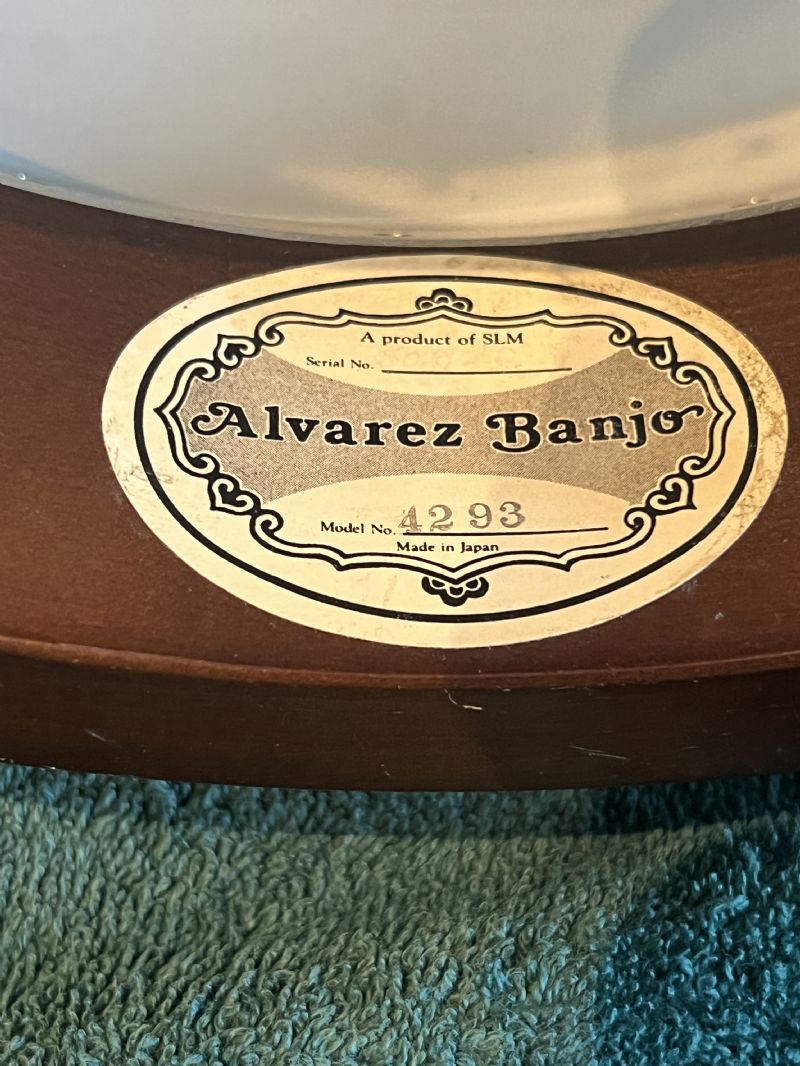 A product of SLM
Serial No.
Alvarez Banjo
Model No. 4293
Made in Japan